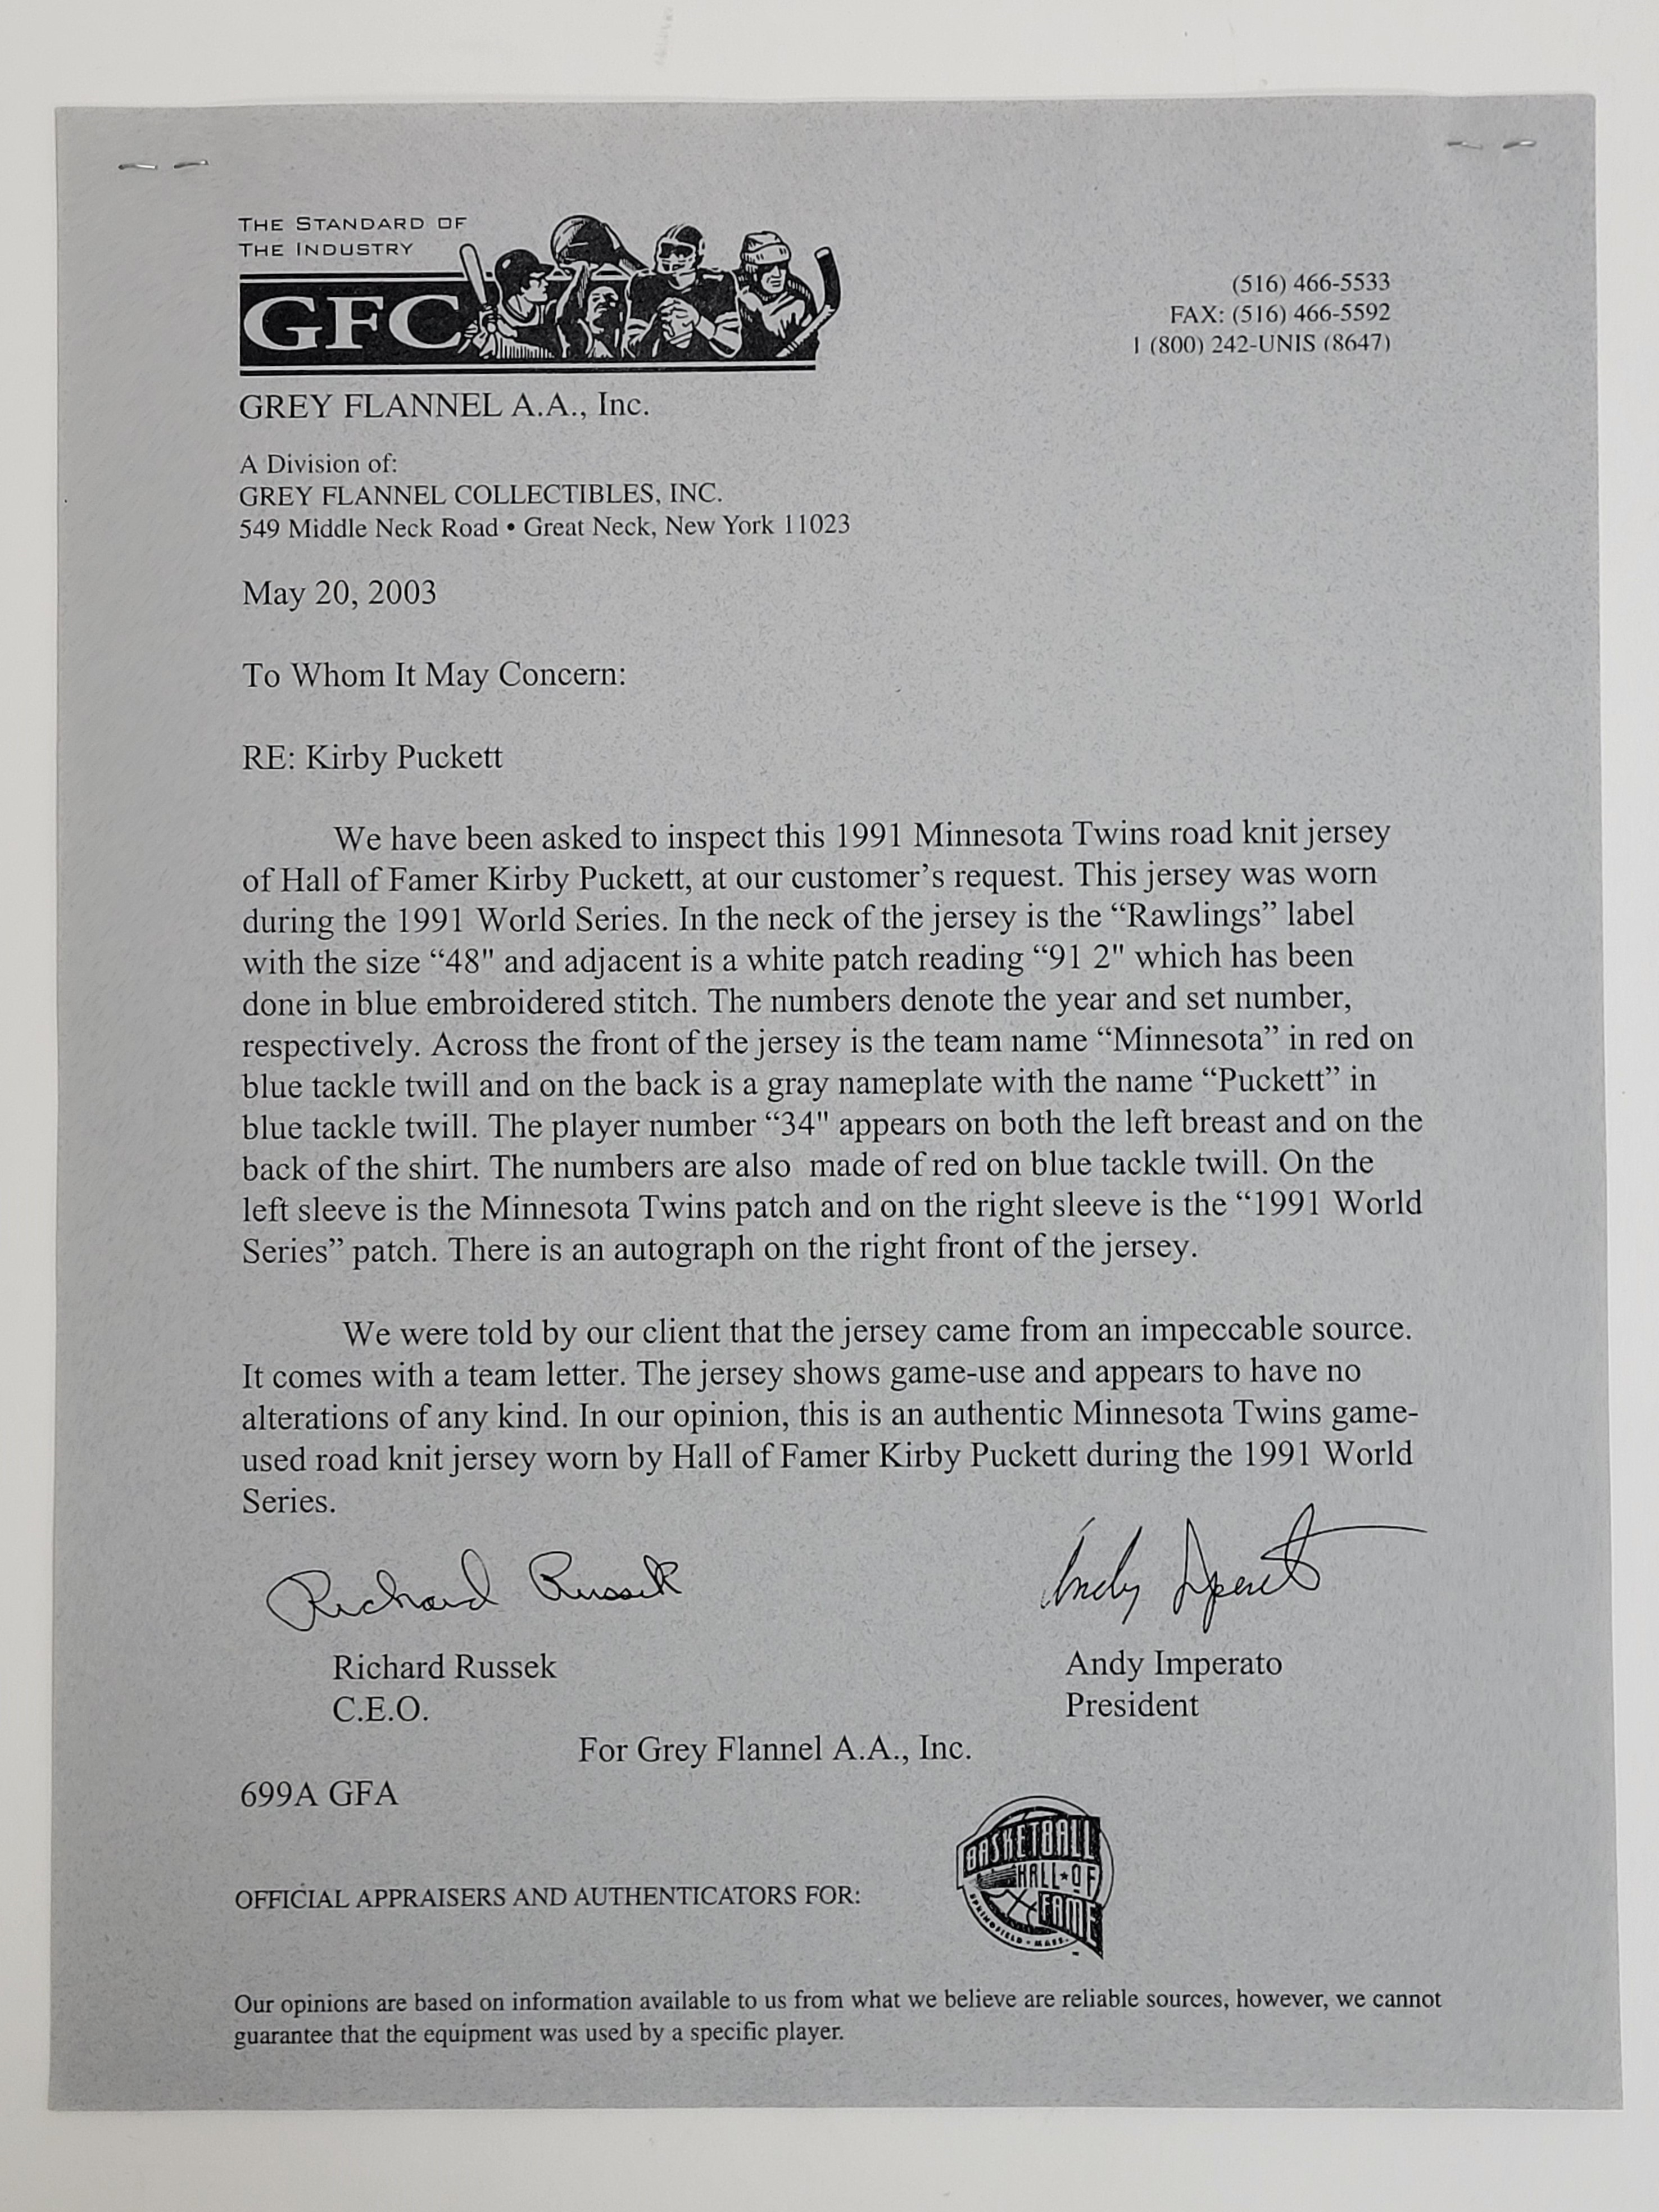 THE STANDARD OF
THE INDUSTRY
GFC
(516) 466-5533
FAX: (516) 466-5592
1 (800) 242-UNIS (8647)
GREY FLANNEL A.A., Inc.
A Division of:
GREY FLANNEL COLLECTIBLES, INC.
549 Middle Neck Road • Great Neck, New York 11023
May 20, 2003
To Whom It May Concern:
RE: Kirby Puckett
We have been asked to inspect this 1991 Minnesota Twins road knit jersey
of Hall of Famer Kirby Puckett, at our customer’s request. This jersey was worn
during the 1991 World Series. In the neck of the jersey is the “Rawlings” label
with the size “48" and adjacent is a white patch reading “91 2" which has been
done in blue embroidered stitch. The numbers denote the year and set number,
respectively. Across the front of the jersey is the team name “Minnesota” in red on
blue tackle twill and on the back is a gray nameplate with the name “Puckett” in
blue tackle twill. The player number “34" appears on both the left breast and on the
back of the shirt. The numbers are also  made of red on blue tackle twill. On the
left sleeve is the Minnesota Twins patch and on the right sleeve is the “1991 World
Series” patch. There is an autograph on the right front of the jersey.
We were told by our client that the jersey came from an impeccable source.
It comes with a team letter. The jersey shows game-use and appears to have no
alterations of any kind. In our opinion, this is an authentic Minnesota Twins game-
used road knit jersey worn by Hall of Famer Kirby Puckett during the 1991 World
Series.
Richard Russek
Andy Imperato
Richard Russek
Andy Imperato
C.E.O.
President
For Grey Flannel A.A., Inc.
699A GFA
OFFICIAL APPRAISERS AND AUTHENTICATORS FOR:
BASKETBALL
HALL★OF
FAME
SPRINGFIELD • MASS.
Our opinions are based on information available to us from what we believe are reliable sources, however, we cannot
guarantee that the equipment was used by a specific player.